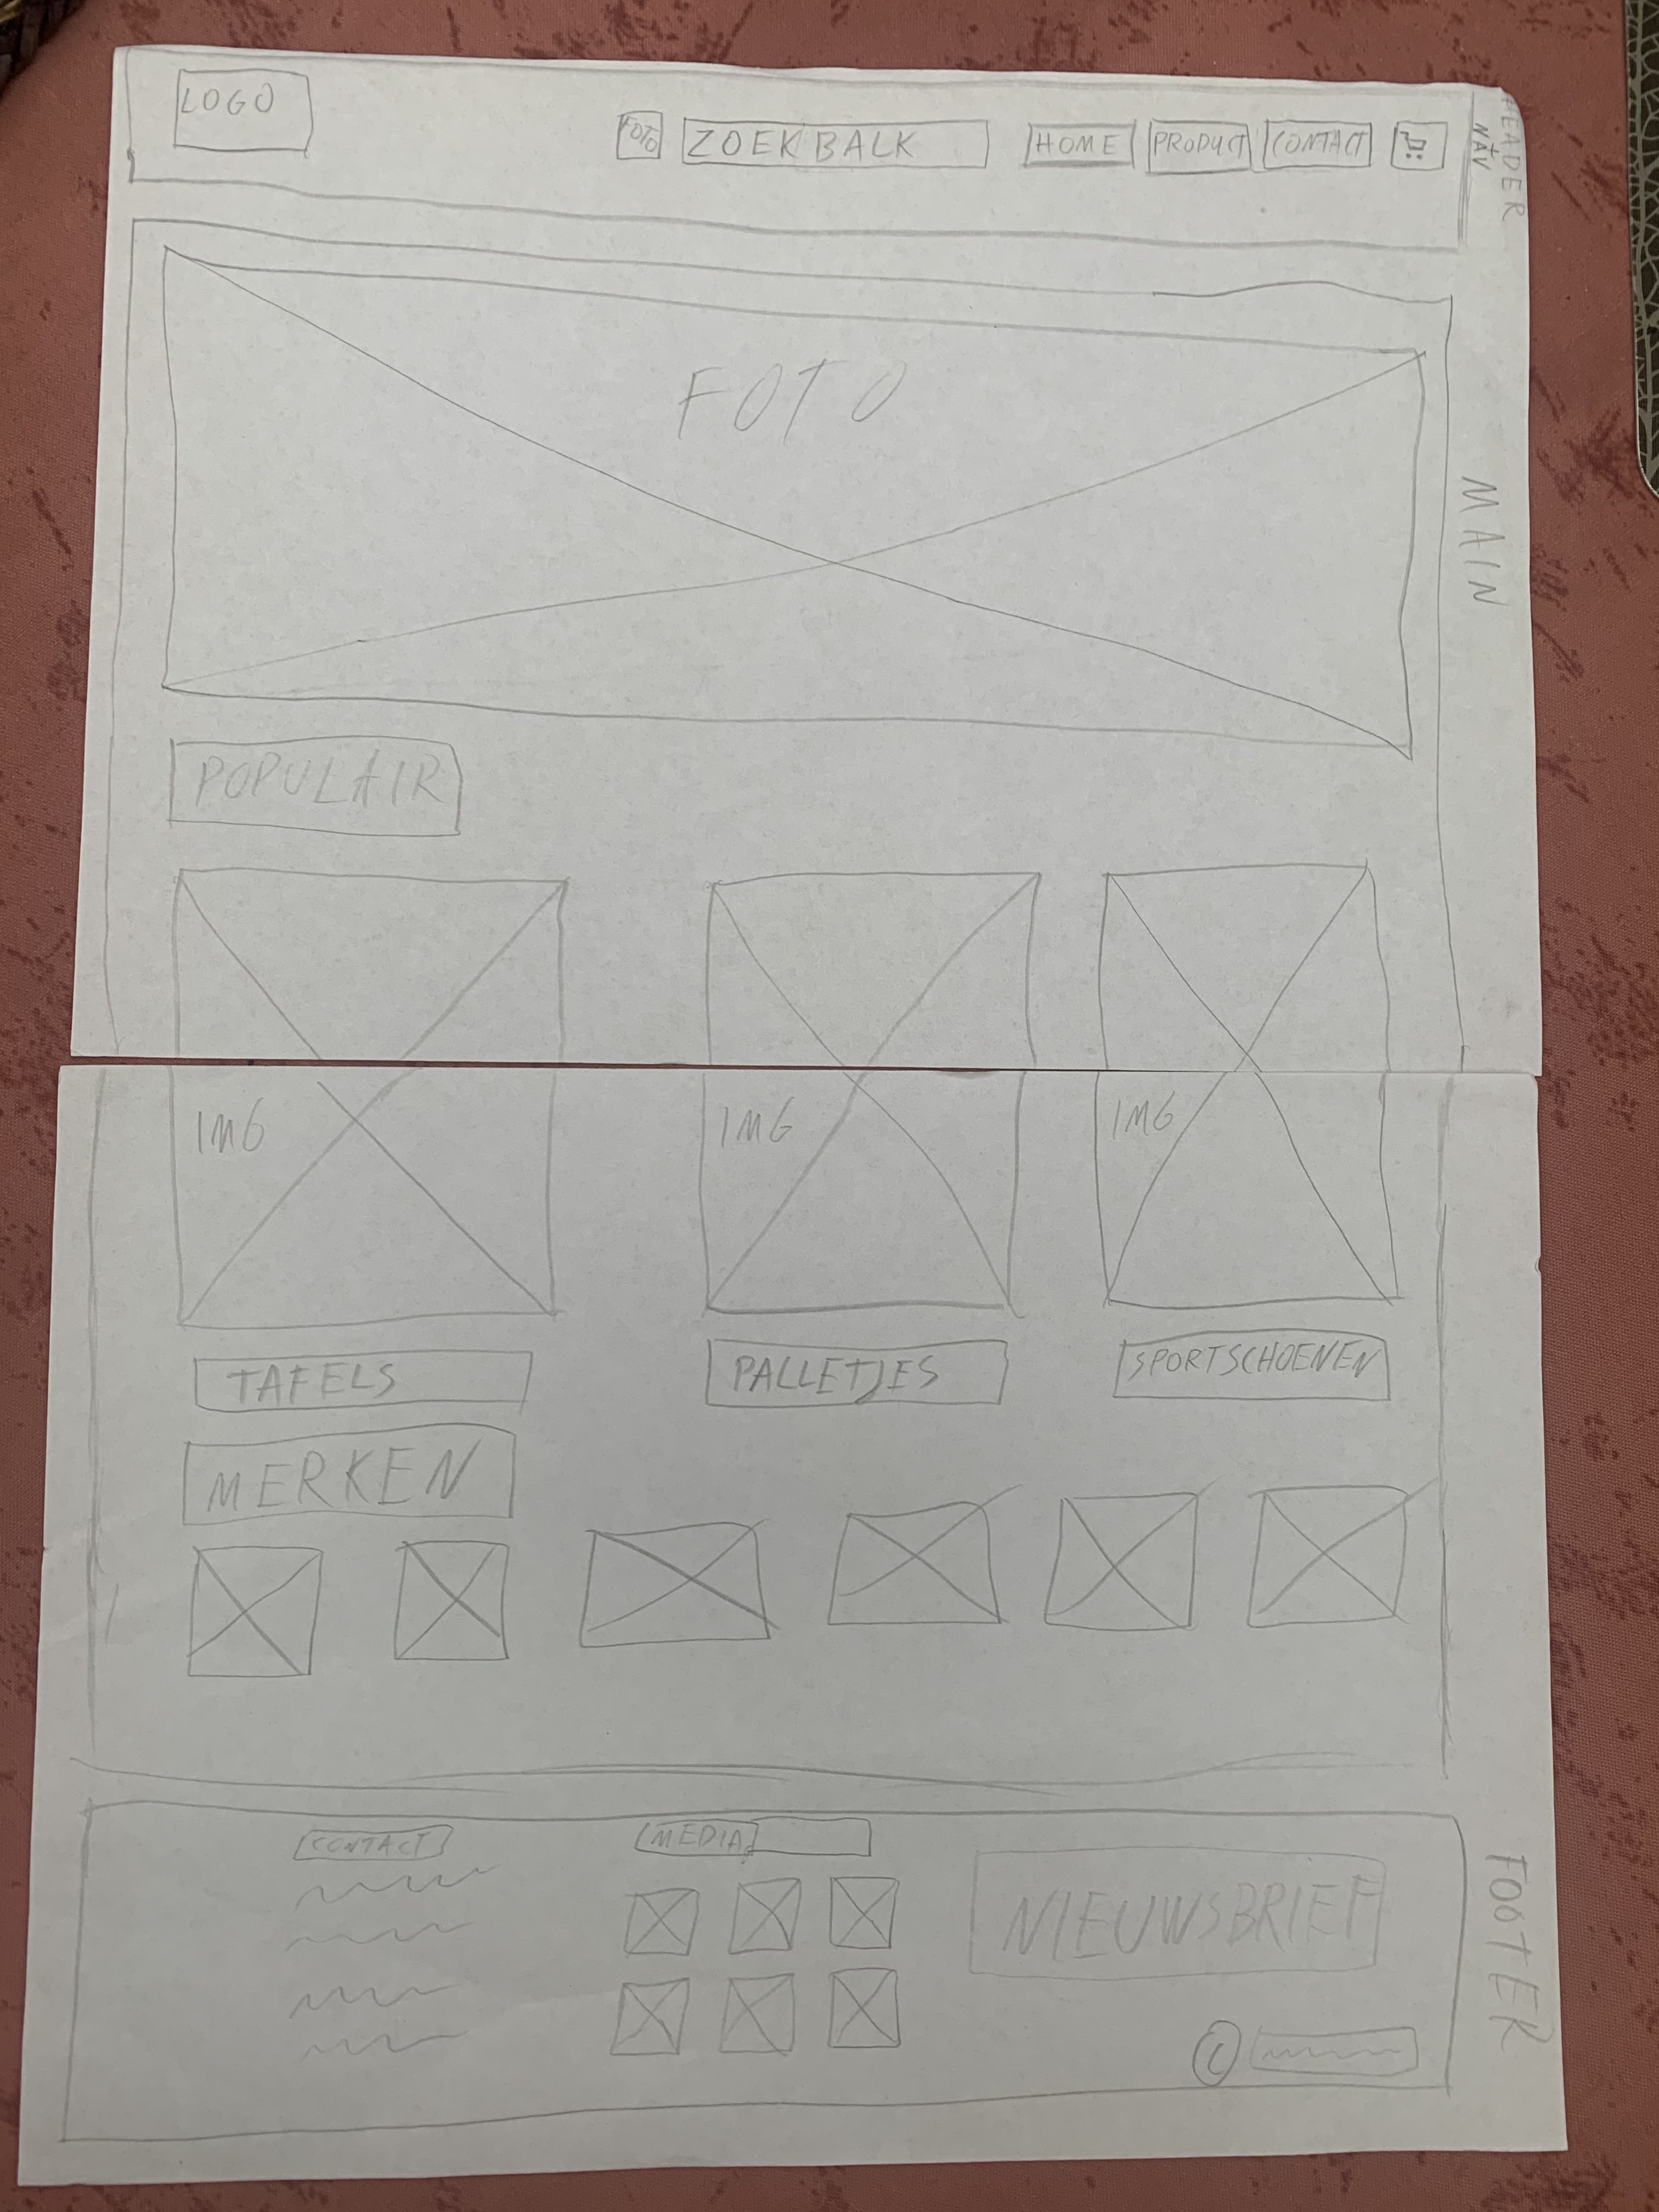 LOGO
FOTO
ZOEKBALK
HOME
PRODUCT
CONTACT
HEADER
+
NAV
FOTO
MAIN
POPULAIR
IMG
IMG
IMG
TAFELS
PALLETJES
SPORTSCHOENEN
MERKEN
CONTACT
MEDIA
NIEUWSBRIEF
©
FOOTER